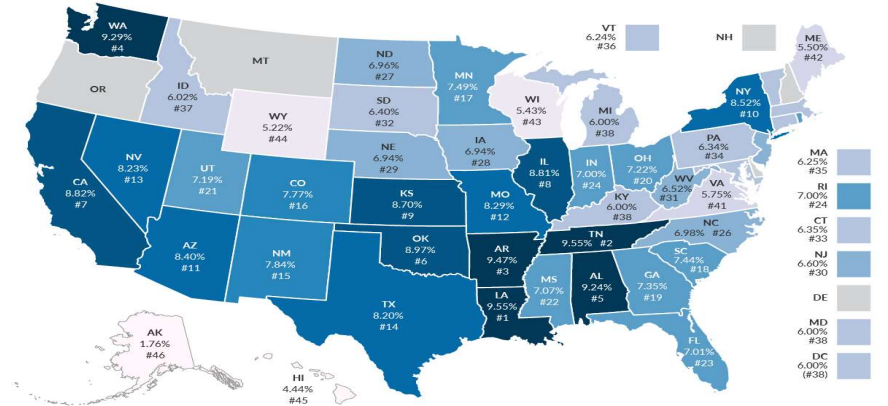 WA
9.29%
#4
OR
MT
ID
6.02%
#37
WY
5.22%
#44
ND
6.96%
#27
SD
6.40%
#32
NE
6.94%
#29
MN
7.49%
#17
IA
6.94%
#28
WI
5.43%
#43
MI
6.00%
#38
VT
6.24%
#36
NH
ME
5.50%
#42
NY
8.52%
#10
PA
6.34%
#34
CA
8.82%
#7
NV
8.23%
#13
UT
7.19%
#21
CO
7.77%
#16
KS
8.70%
#9
MO
8.29%
#12
IL
8.81%
#8
IN
7.00%
#24
OH
7.22%
#20
WV
6.52%
#31
VA
5.75%
#41
KY
6.00%
#38
NC
6.98% #26
TN
9.55% #2
SC
7.44%
#18
AZ
8.40%
#11
NM
7.84%
#15
OK
8.97%
#6
AR
9.47%
#3
TX
8.20%
#14
LA
9.55%
#1
MS
7.07%
#22
AL
9.24%
#5
GA
7.35%
#19
FL
7.01%
#23
AK
1.76%
#46
HI
4.44%
#45
MA
6.25%
#35
RI
7.00%
#24
CT
6.35%
#33
NJ
6.60%
#30
DE
MD
6.00%
#38
DC
6.00%
(#38)